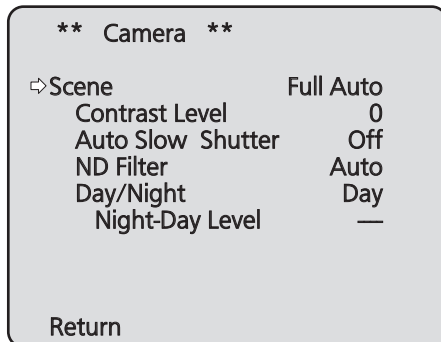 ** Camera **
⇨Scene Full Auto
Contrast Level 0
Auto Slow Shutter Off
ND Filter Auto
Day/Night Day
Night-Day Level —
Return